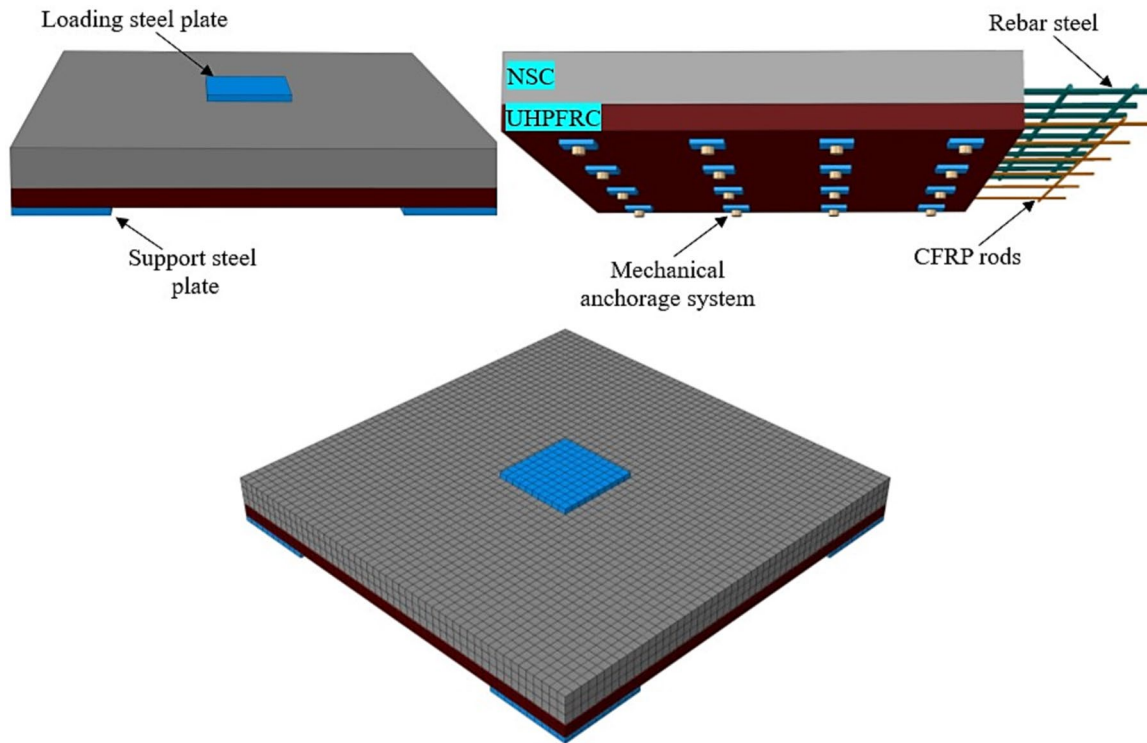 Loading steel plate
Support steel
plate
NSC
UHPFRC
Rebar steel
CFRP rods
Mechanical
anchorage system